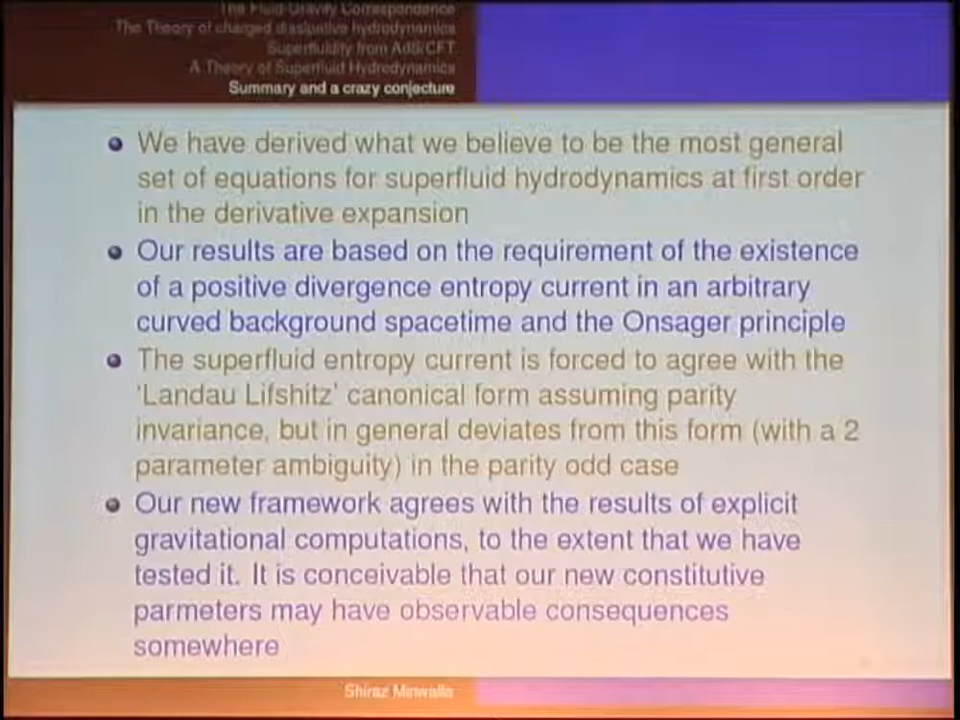 The Fluid-Gravity Correspondence
The Theory of charged dissipative hydrodynamics
Superfluidity from AdS/CFT
A Theory of Superfluid Hydrodynamics
Summary and a crazy conjecture
We have derived what we believe to be the most general
set of equations for superfluid hydrodynamics at first order
in the derivative expansion
Our results are based on the requirement of the existence
of a positive divergence entropy current in an arbitrary
curved background spacetime and the Onsager principle
The superfluid entropy current is forced to agree with the
'Landau Lifshitz' canonical form assuming parity
invariance, but in general deviates from this form (with a 2
parameter ambiguity) in the parity odd case
Our new framework agrees with the results of explicit
gravitational computations, to the extent that we have
tested it. It is conceivable that our new constitutive
parmeters may have observable consequences
somewhere
Shiraz Minwalla